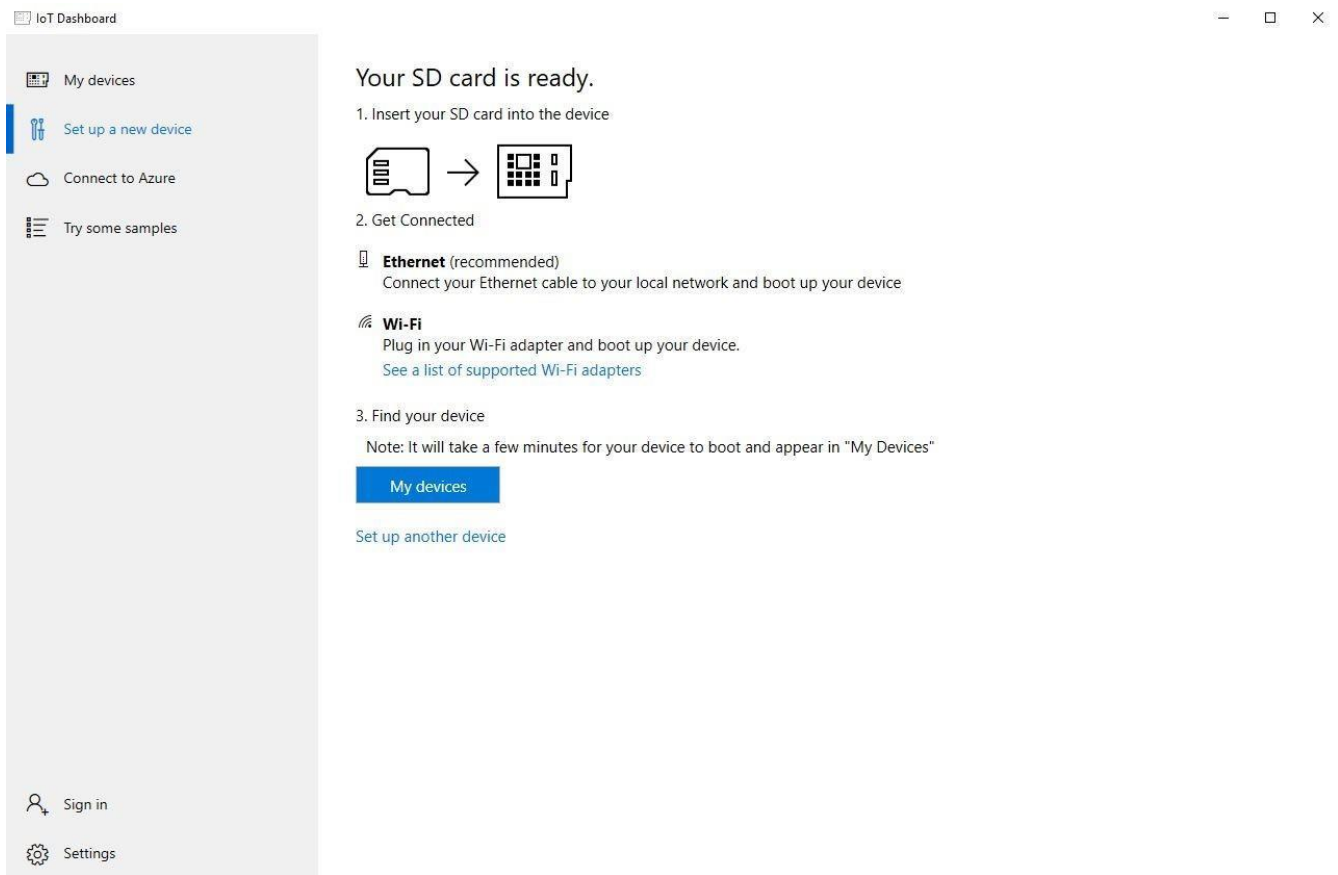 IoT Dashboard
My devices
Set up a new device
Connect to Azure
Try some samples
Sign in
Settings
Your SD card is ready.
1. Insert your SD card into the device
2. Get Connected
Ethernet (recommended)
Connect your Ethernet cable to your local network and boot up your device
Wi-Fi
Plug in your Wi-Fi adapter and boot up your device.
See a list of supported Wi-Fi adapters
3. Find your device
Note: It will take a few minutes for your device to boot and appear in "My Devices"
My devices
Set up another device